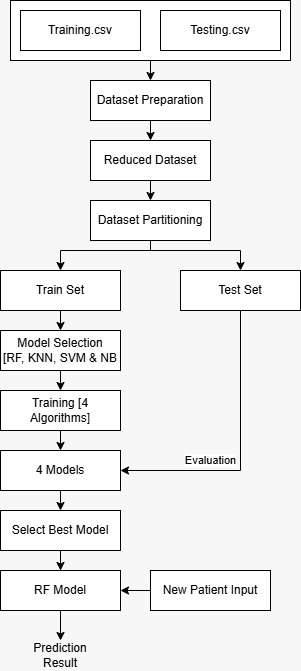 Training.csv
Testing.csv
Dataset Preparation
Reduced Dataset
Dataset Partitioning
Train Set
Test Set
Model Selection
[RF, KNN, SVM & NB
Training [4
Algorithms]
Evaluation
4 Models
Select Best Model
RF Model
New Patient Input
Prediction
Result